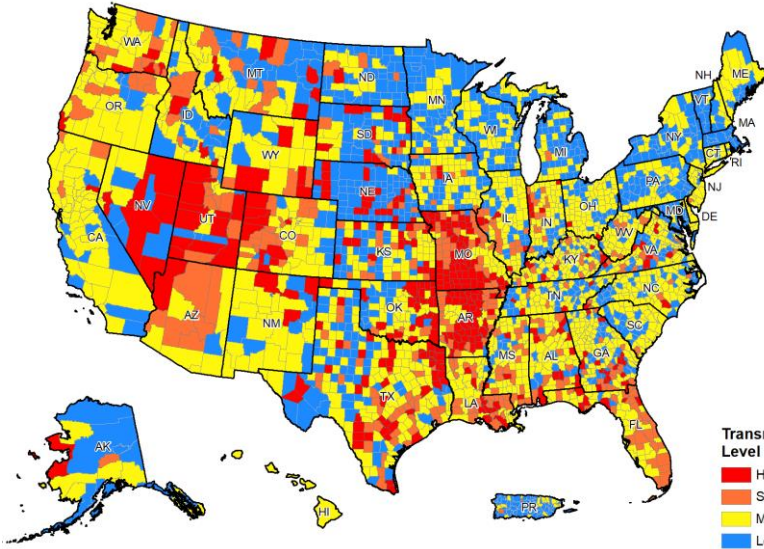 WA
MT
ND
MN
OR
ID
WY
SD
WI
MI
NH
VT
ME
MA
NY
CT
RI
NV
UT
CO
NE
IA
IL
IN
OH
PA
NJ
DE
MD
CA
KS
MO
KY
WV
VA
AZ
NM
OK
AR
TN
NC
SC
TX
LA
MS
AL
GA
FL
AK
HI
PR
Trans
Level
H
S
M
L